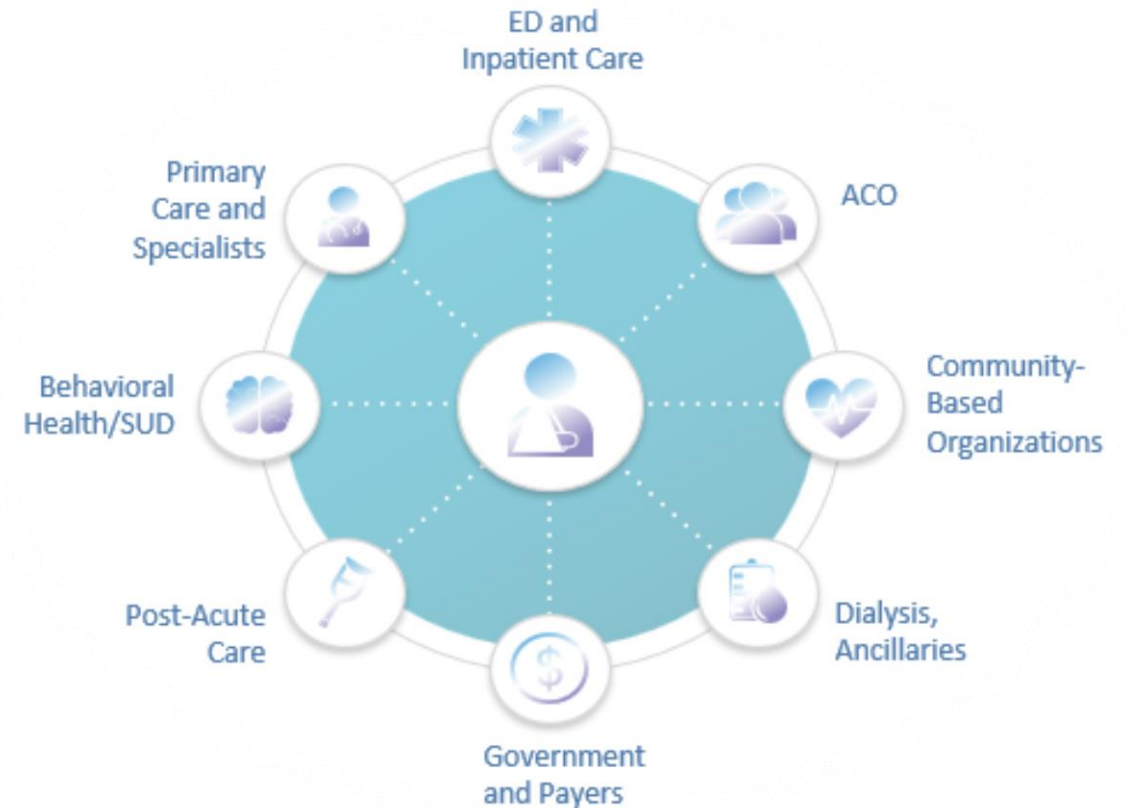 ED and
Inpatient Care
ACO
Community-
Based
Organizations
Dialysis,
Ancillaries
Government
and Payers
Post-Acute
Care
Behavioral
Health/SUD
Primary
Care and
Specialists
$